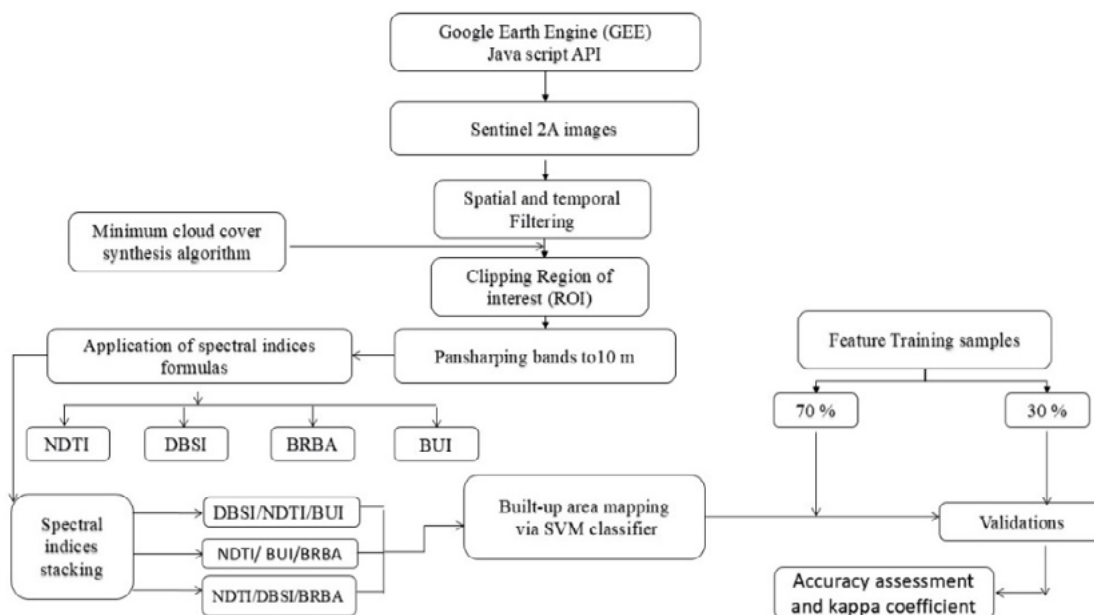 Google Earth Engine (GEE)
Java script API
Sentinel 2A images
Spatial and temporal
Filtering
Minimum cloud cover
synthesis algorithm
Clipping Region of
interest (ROI)
Application of spectral indices
formulas
Pansharping bands to10 m
Feature Training samples
70 %
30 %
NDTI
DBSI
BRBA
BUI
Spectral
indices
stacking
DBSI/NDTI/BUI
NDTI/ BUI/BRBA
NDTI/DBSI/BRBA
Built-up area mapping
via SVM classifier
Validations
Accuracy assessment
and kappa coefficient